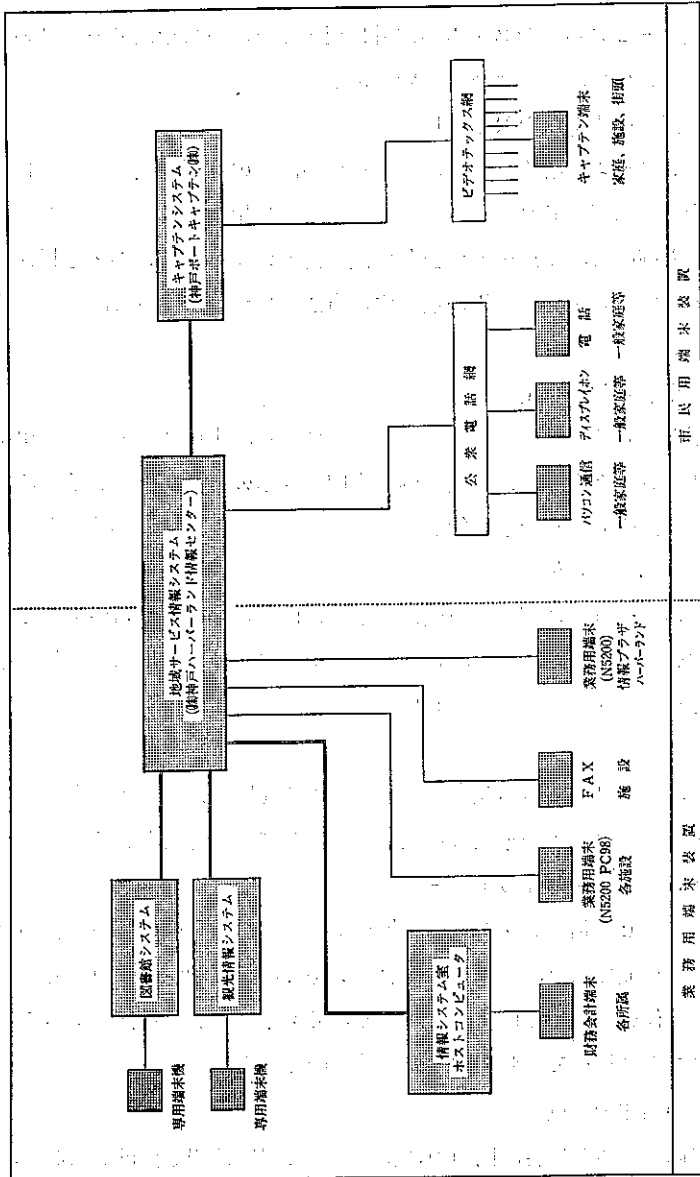 図書館システム
専用端末機
観光情報システム
専用端末機
地域サービス情報システム
(㈱神戸ハーバーランド情報センター)
キャプテンシステム
(神戸ポートキャプテン㈱)
情報システム室
ホストコンピュータ
公衆電話網
ビデオテックス網
財務会計端末
各所属
業務用端末
(N5200 PC98)
各施設
FAX
施設
業務用端末
(N5200)
情報プラザ
ハーバーランド
パソコン通信
一般家庭等
ディスプレイホン
一般家庭等
電話
一般家庭等
キャプテン端末
家庭、施設、街頭
業務用端末装置
市民用端末装置